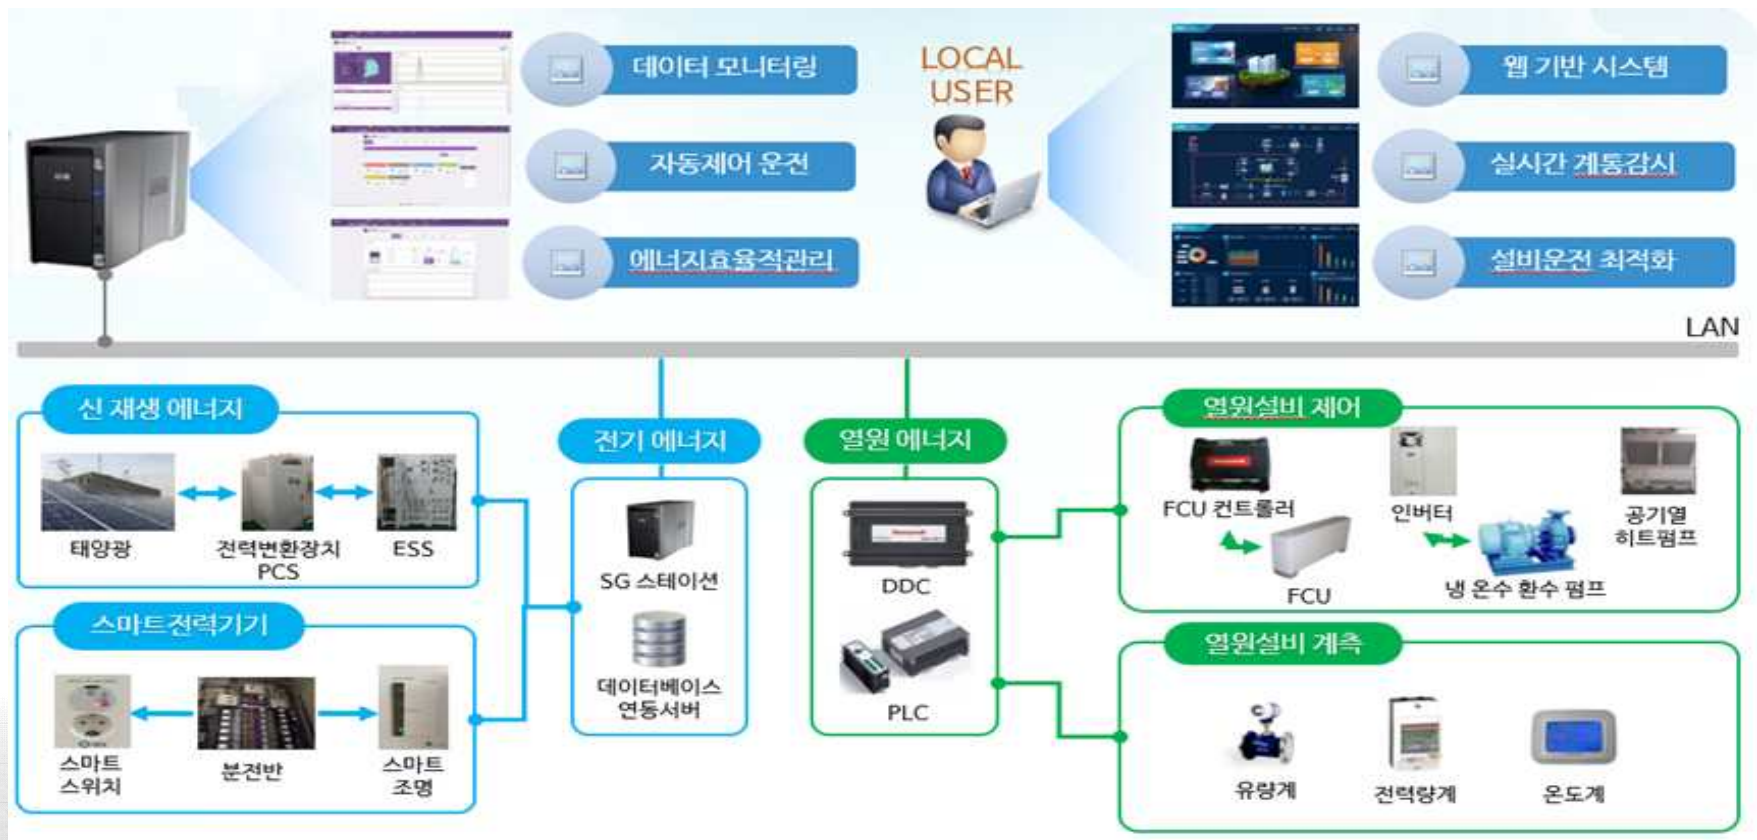 데이터 모니터링
자동제어 운전
에너지효율적관리
LOCAL
USER
웹 기반 시스템
실시간 계통감시
설비운전 최적화
LAN
신 재생 에너지
태양광
전력변환장치
PCS
ESS
스마트전력기기
스마트
스위치
분전반
스마트
조명
전기 에너지
SG 스테이션
데이터베이스
연동서버
열원 에너지
DDC
PLC
열원설비 제어
FCU 컨트롤러
FCU
인버터
냉 온수 환수 펌프
공기열
히트펌프
열원설비 계측
유량계
전력량계
온도계